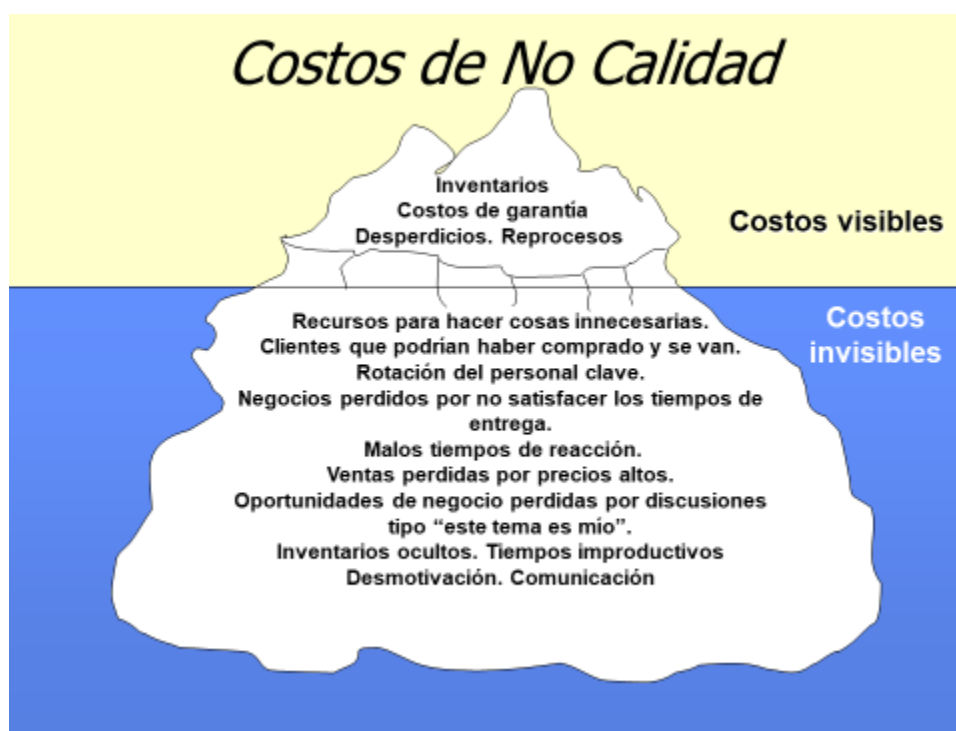 Costos de No Calidad
Inventarios
Costos de garantía
Desperdicios. Reprocesos
Costos visibles
Costos
invisibles
Recursos para hacer cosas innecesarias.
Clientes que podrían haber comprado y se van.
Rotación del personal clave.
Negocios perdidos por no satisfacer los tiempos de
entrega.
Malos tiempos de reacción.
Ventas perdidas por precios altos.
Oportunidades de negocio perdidas por discusiones
tipo “este tema es mío”.
Inventarios ocultos. Tiempos improductivos
Desmotivación. Comunicación